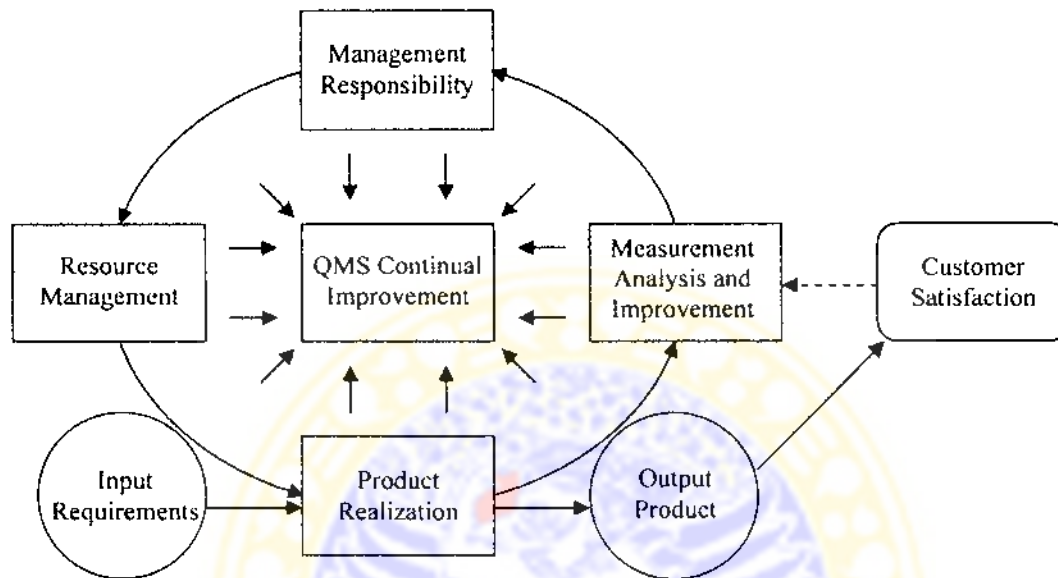 Management
Responsibility
Resource
Management
QMS Continual
Improvement
Measurement
Analysis and
Improvement
Customer
Satisfaction
Input
Requirements
Product
Realization
Output
Product